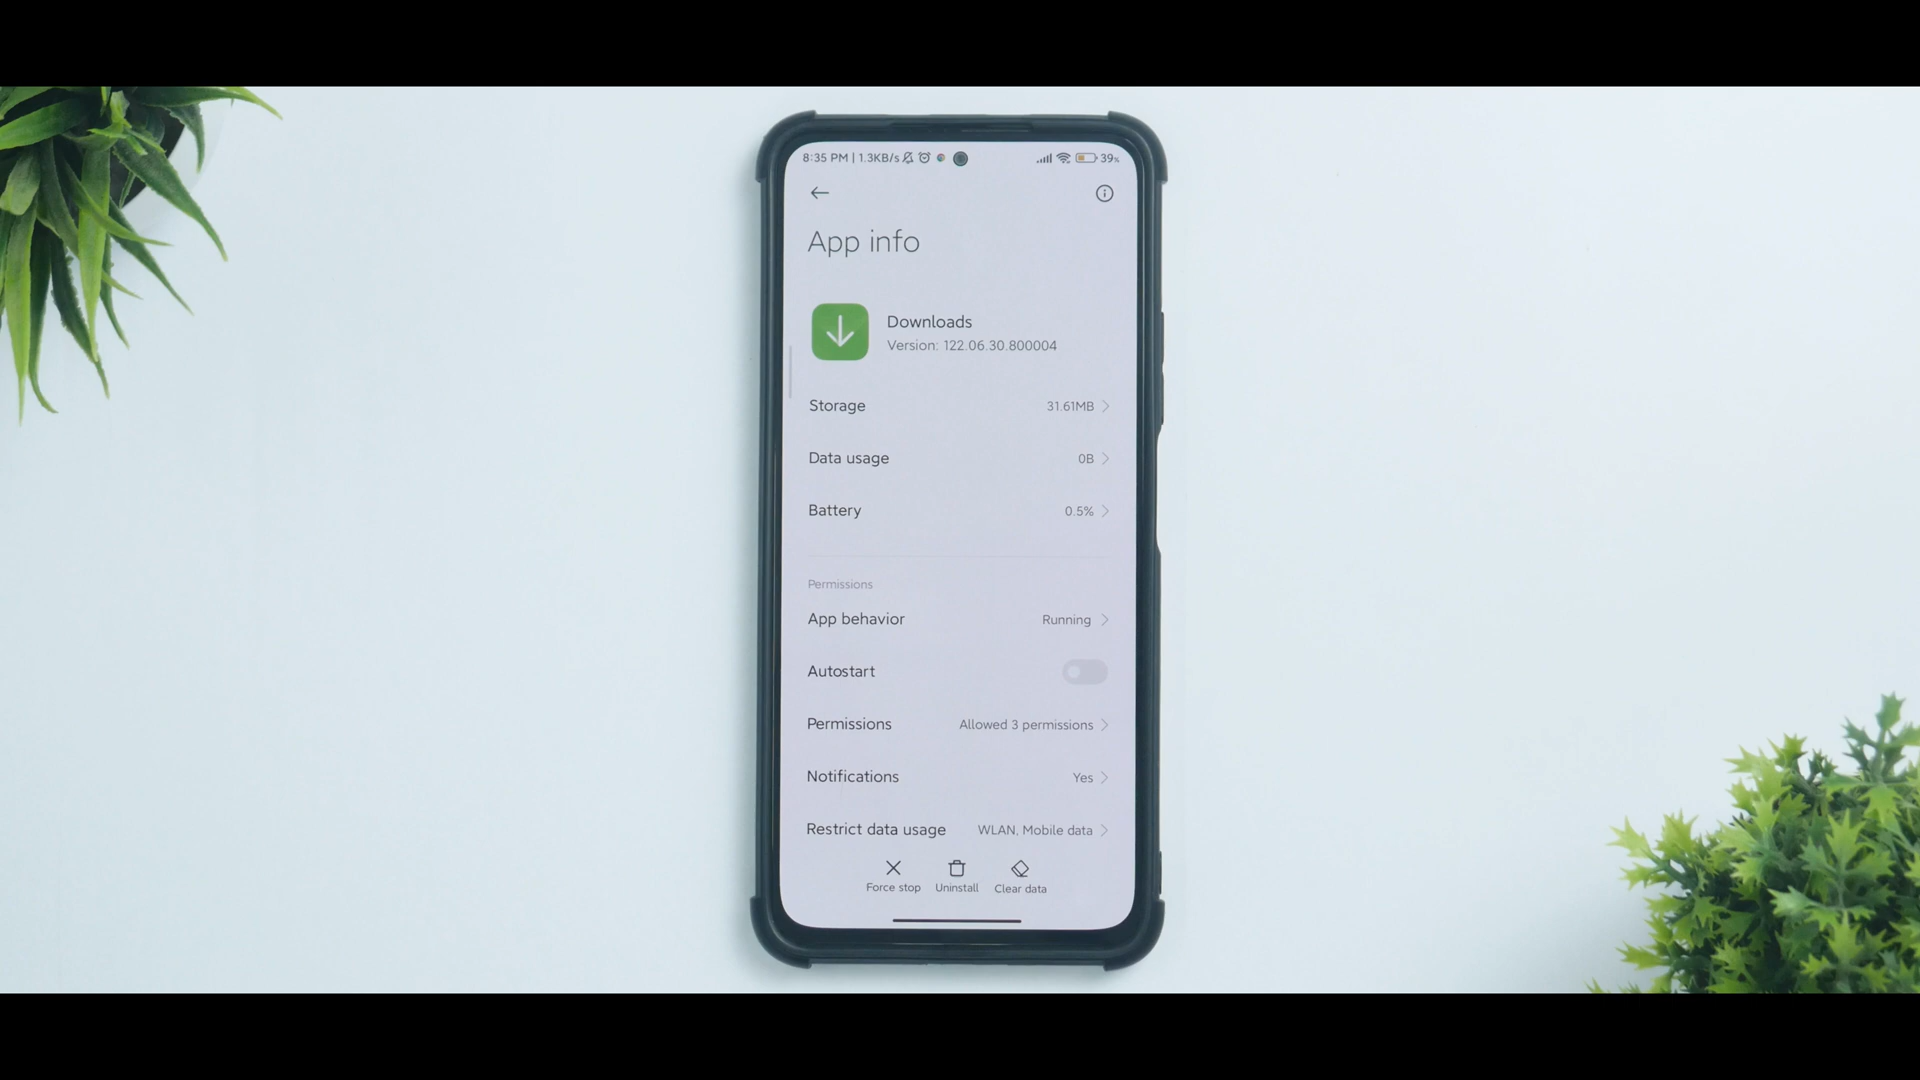 8:35 PM | 1.3KB/s 39%
App info
Downloads
Version: 122.06.30.800004
Storage 31.61MB
Data usage 0B
Battery 0.5%
Permissions
App behavior Running
Autostart
Permissions Allowed 3 permissions
Notifications Yes
Restrict data usage WLAN, Mobile data
Force stop Uninstall Clear data